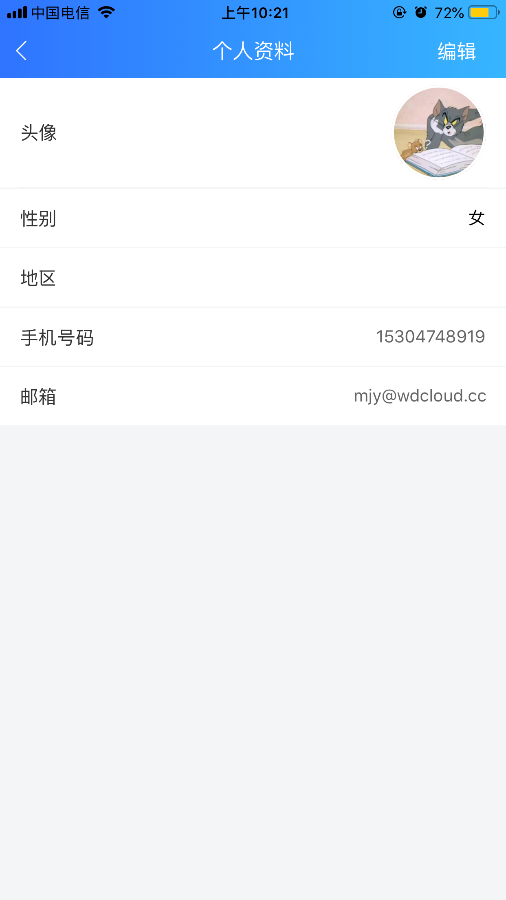 中国电信 上午10:21 72%
个人资料 编辑
头像
性别 女
地区
手机号码 15304748919
邮箱 mjy@wdcloud.cc